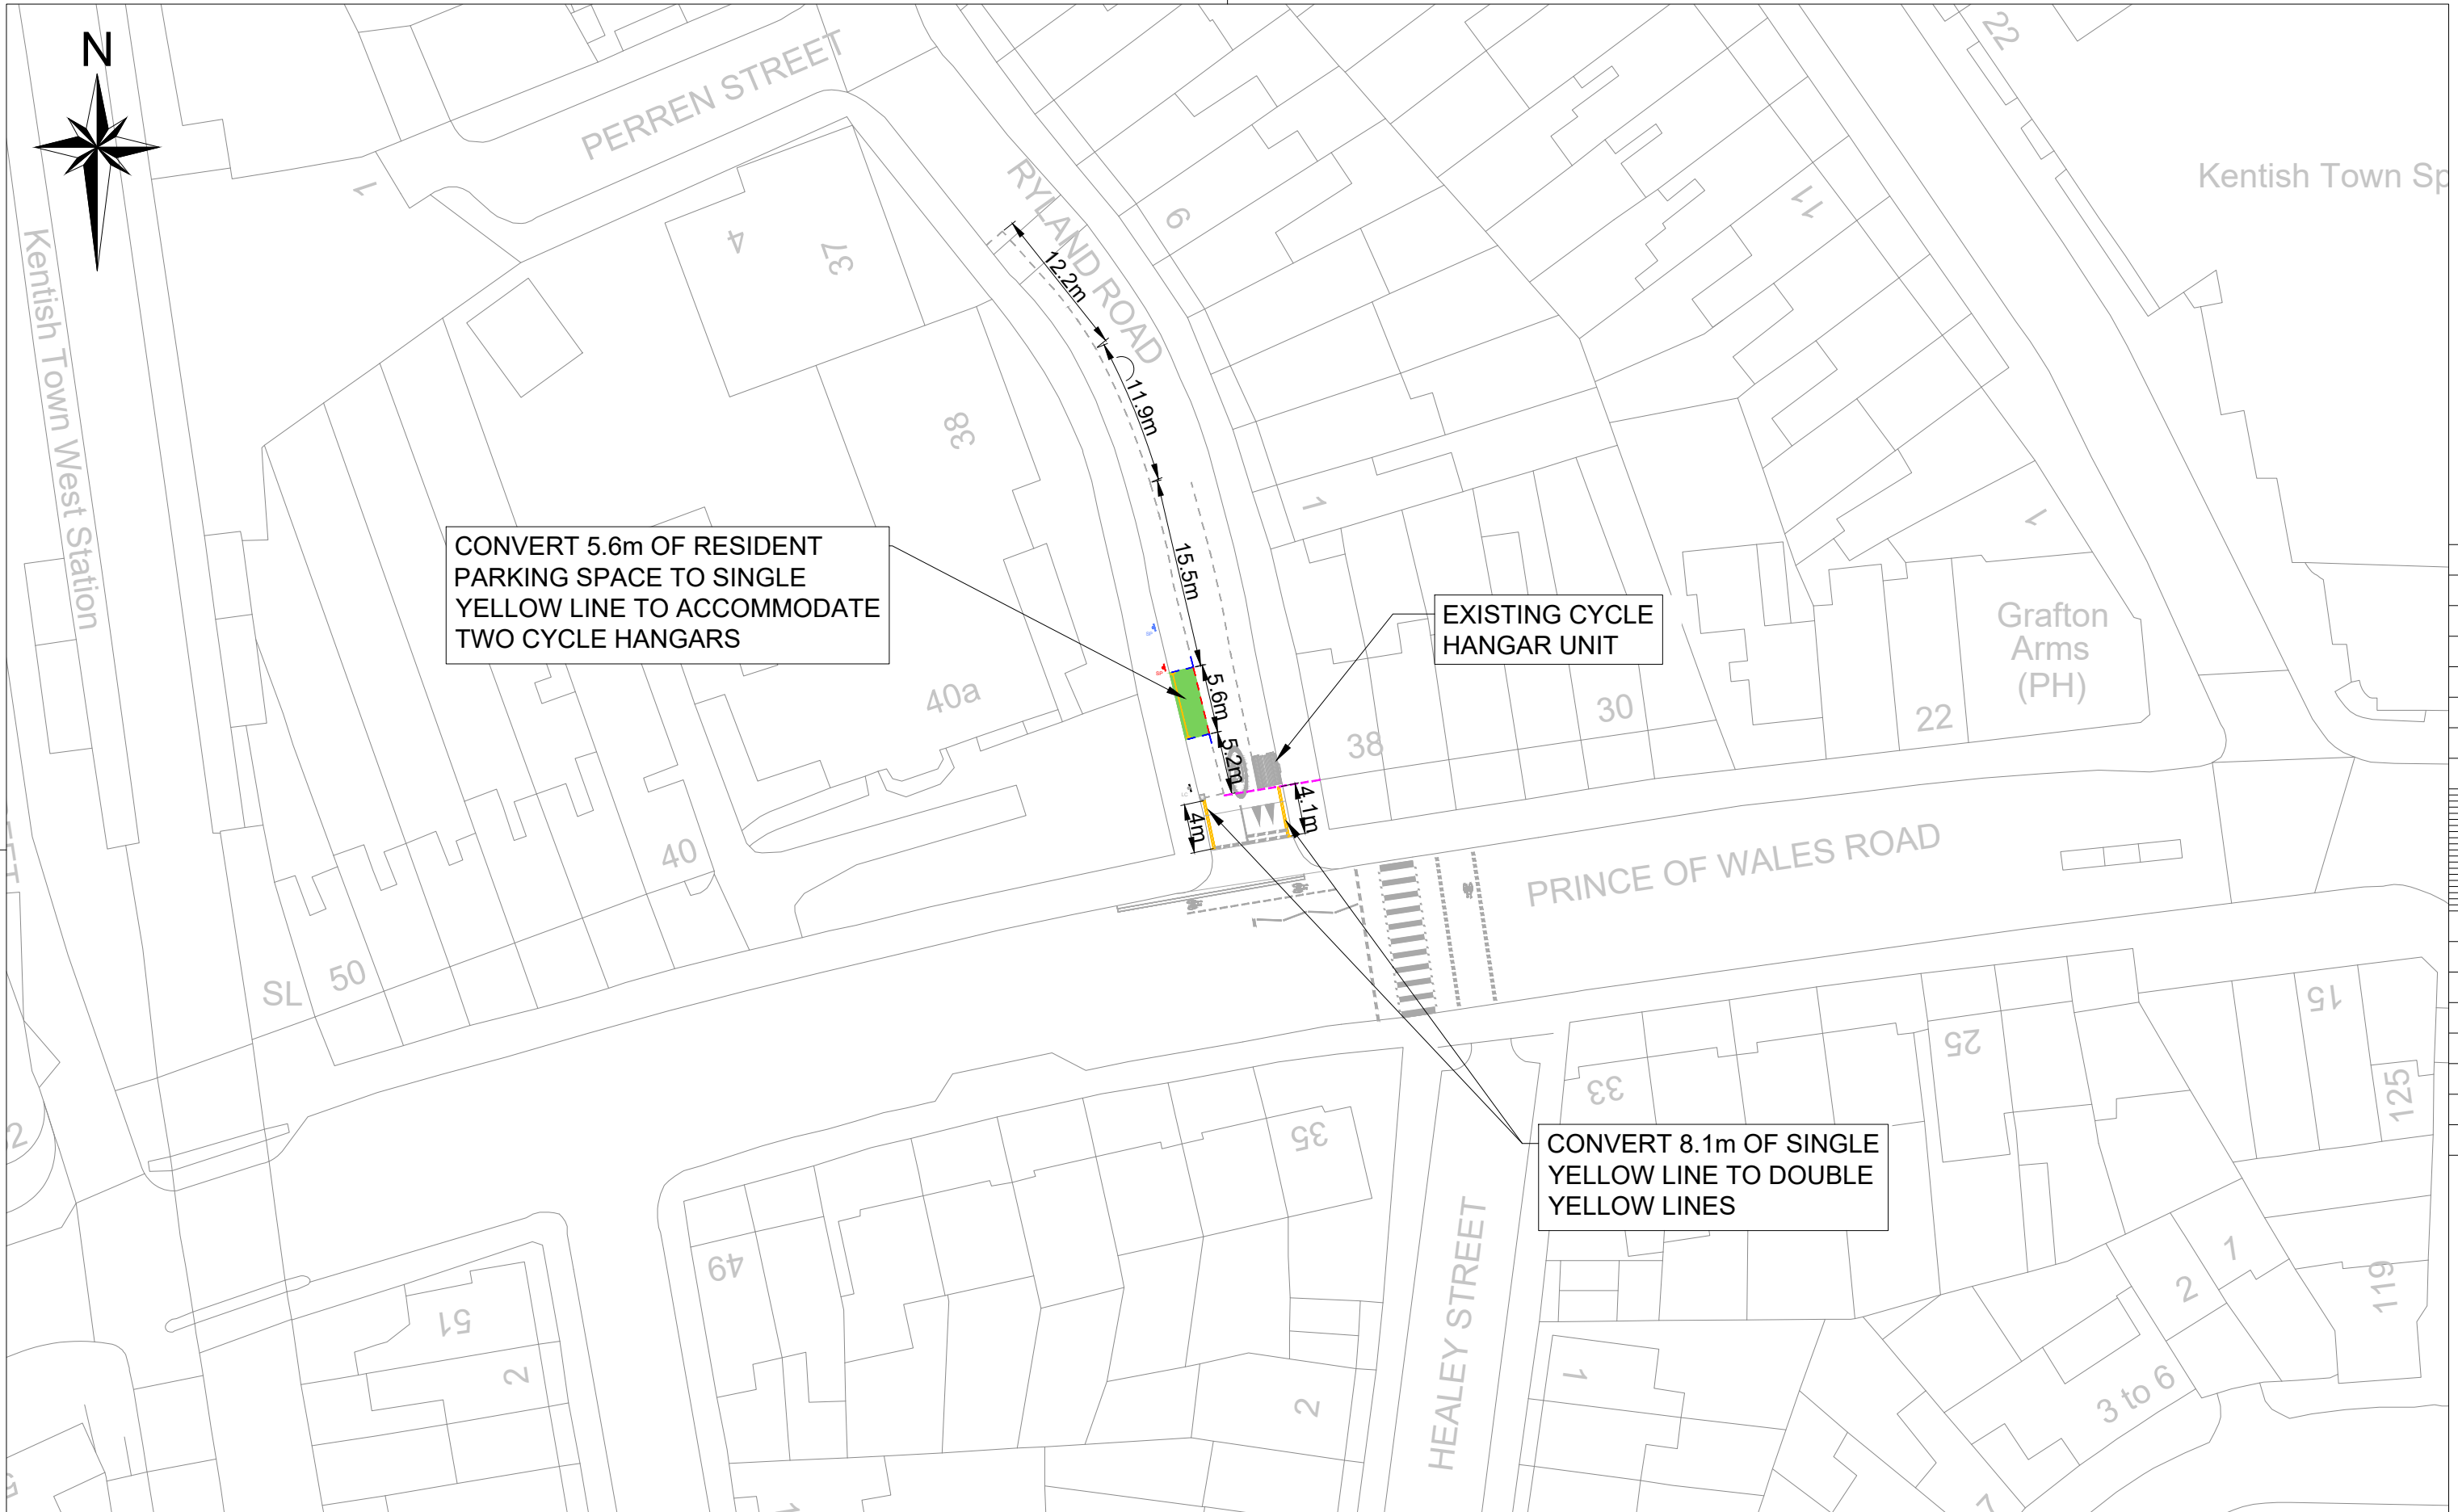 N
PERREN STREET
22
RYLAND ROAD
Kentish Town Sp
1
4
37
9
11
Kentish Town West Station
12.2m
11.9m
38
1
1
CONVERT 5.6m OF RESIDENT
PARKING SPACE TO SINGLE
YELLOW LINE TO ACCOMMODATE
TWO CYCLE HANGARS
15.5m
EXISTING CYCLE
HANGAR UNIT
Grafton
Arms
(PH)
40a
5.6m
30
22
38
5.2m
4.1m
4m
40
PRINCE OF WALES ROAD
SL 50
15
25
33
125
35
CONVERT 8.1m OF SINGLE
YELLOW LINE TO DOUBLE
YELLOW LINES
49
HEALEY STREET
1
2
119
51
2
2
1
3 to 6
7